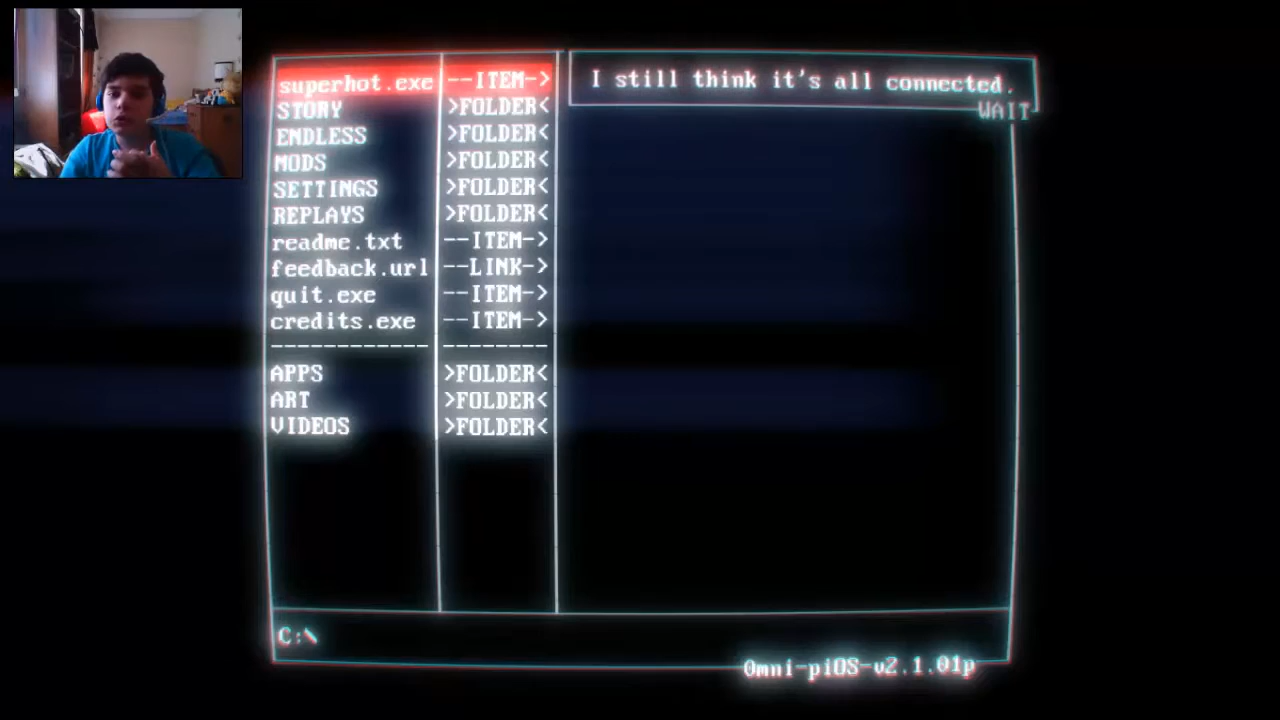 superhot.exe --ITEM-> I still think it's all connected.
STORY >FOLDER< WAIT
ENDLESS >FOLDER<
MODS >FOLDER<
SETTINGS >FOLDER<
REPLAYS >FOLDER<
readme.txt --ITEM->
feedback.url --LINK->
quit.exe --ITEM->
credits.exe --ITEM->
------------ --------
APPS >FOLDER<
ART >FOLDER<
VIDEOS >FOLDER<
C:\
Omni-piOS-v2.1.01p